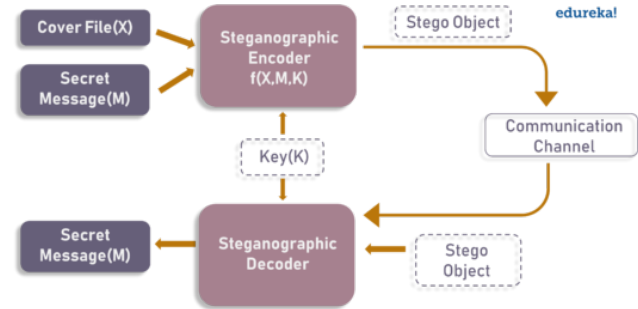 edureka!
Cover File(X)
Secret
Message(M)
Steganographic
Encoder
f(X,M,K)
Stego Object
Communication
Channel
Key(K)
Secret
Message(M)
Steganographic
Decoder
Stego
Object